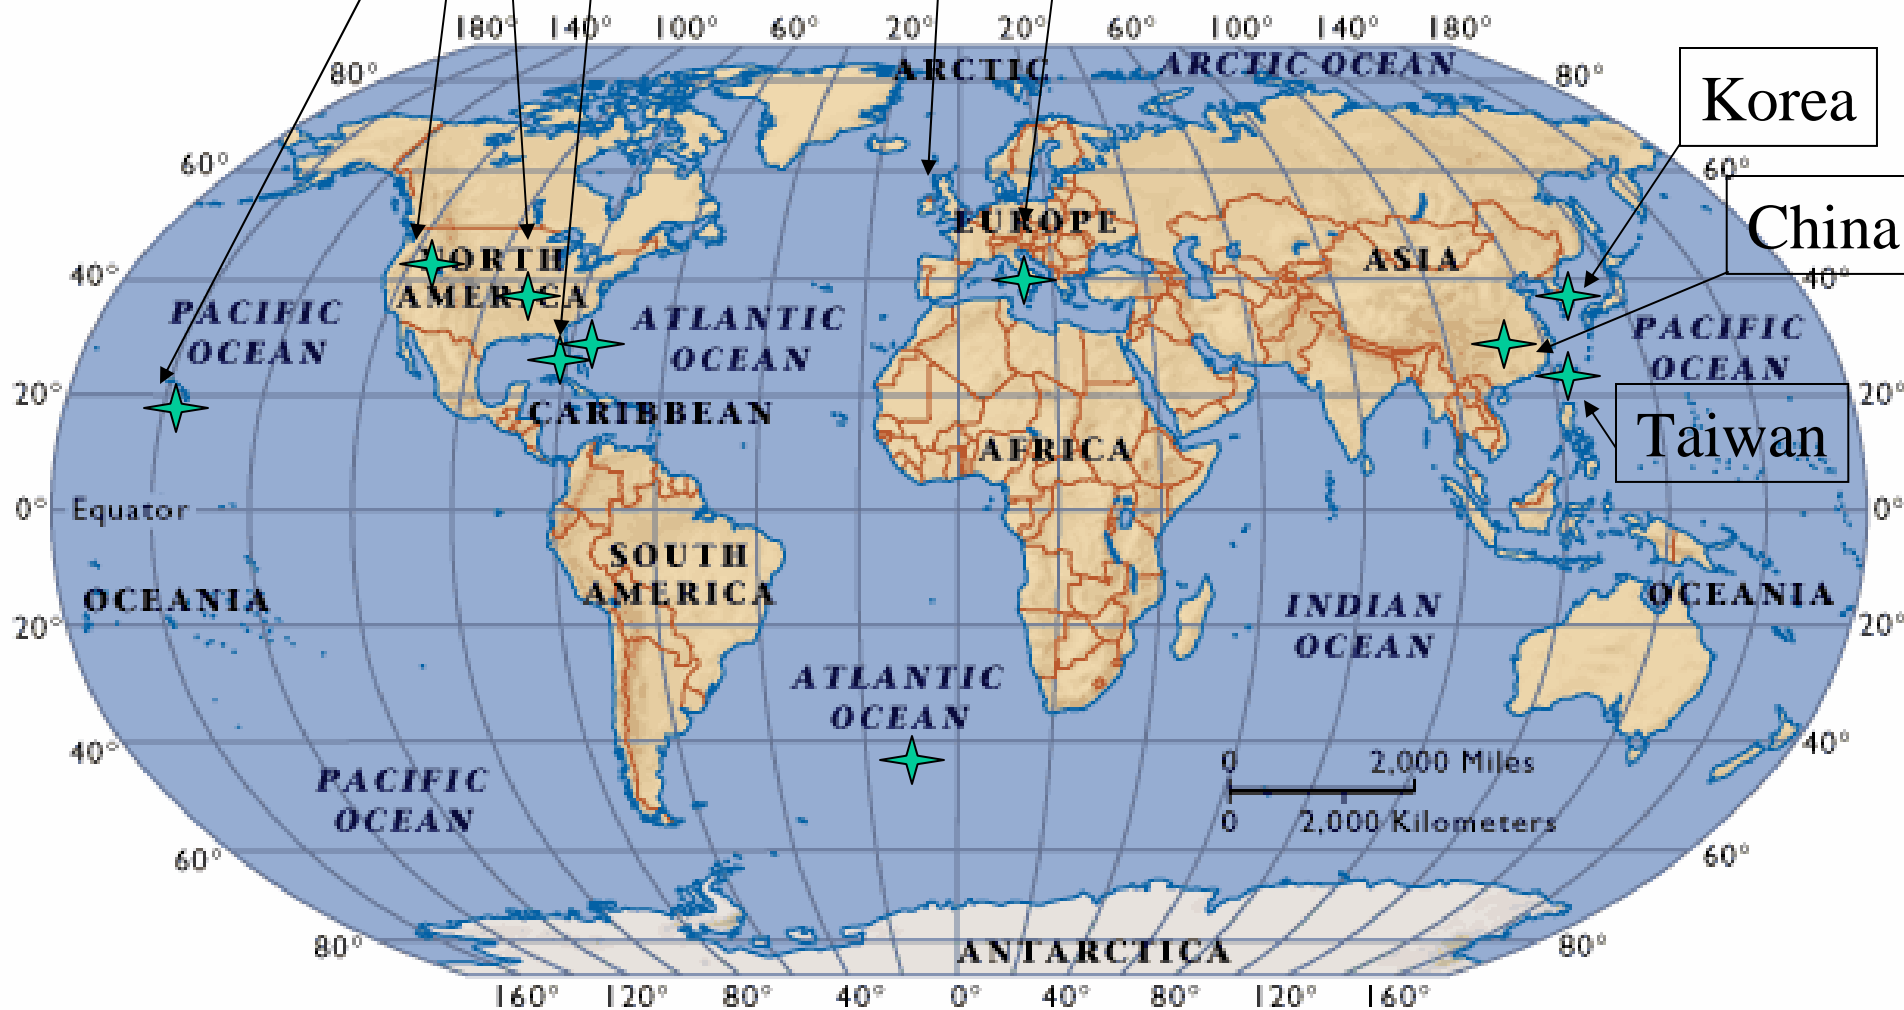 180° 140° 100° 60° 20° 20° 60° 100° 140° 180°
80° ARCTIC ARCTIC OCEAN 80°
Korea
60° 60°
China
EUROPE
NORTH
AMERICA
ASIA
40° 40°
PACIFIC
OCEAN
ATLANTIC
OCEAN
PACIFIC
OCEAN
20° 20°
CARIBBEAN
Taiwan
AFRICA
0° Equator 0°
SOUTH
AMERICA
OCEANIA
INDIAN
OCEAN
OCEANIA
20° 20°
ATLANTIC
OCEAN
40° 40°
PACIFIC
OCEAN
0 2,000 Miles
0 2,000 Kilometers
60° 60°
80° 80°
ANTARCTICA
160° 120° 80° 40° 0° 40° 80° 120° 160°